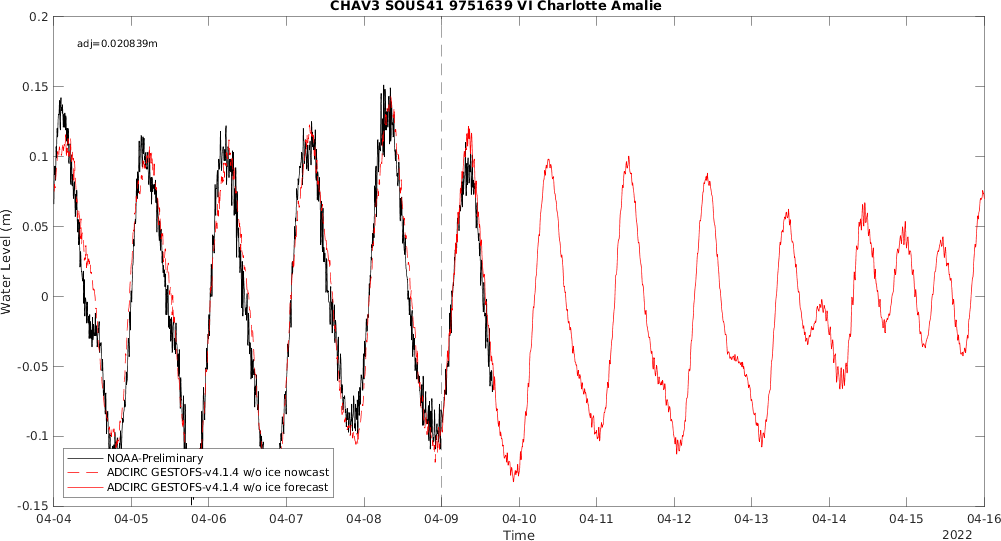 CHAV3 SOUS41 9751639 VI Charlotte Amalie
adj=0.020839m
0.2
0.15
0.1
0.05
0
-0.05
-0.1
-0.15
Water Level (m)
NOAA-Preliminary
ADCIRC GESTOFS-v4.1.4 w/o ice nowcast
ADCIRC GESTOFS-v4.1.4 w/o ice forecast
04-04 04-05 04-06 04-07 04-08 04-09 04-10 04-11 04-12 04-13 04-14 04-15 04-16
Time
2022